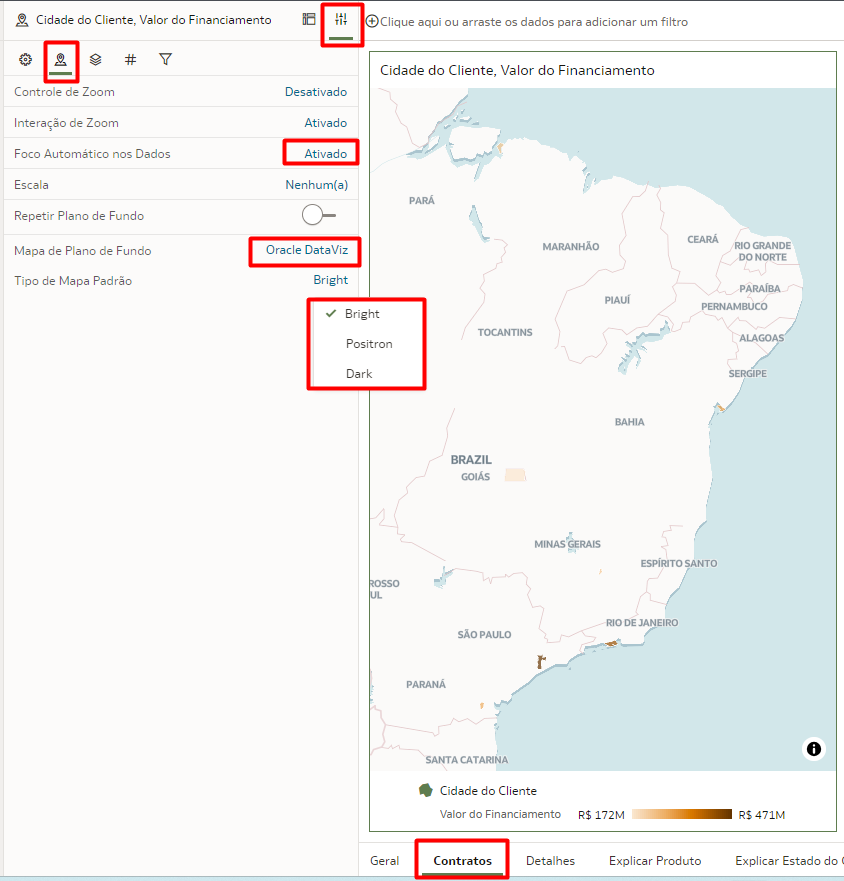 Cidade do Cliente, Valor do Financiamento
Clique aqui ou arraste os dados para adicionar um filtro
Controle de Zoom Desativado
Interação de Zoom Ativado
Foco Automático nos Dados Ativado
Escala Nenhum(a)
Repetir Plano de Fundo
Mapa de Plano de Fundo Oracle DataViz
Tipo de Mapa Padrão Bright
Bright
Positron
Dark
Cidade do Cliente, Valor do Financiamento
PARÁ
MARANHÃO
CEARÁ
RIO GRANDE
DO NORTE
PARAÍBA
PIAUÍ
PERNAMBUCO
TOCANTINS
ALAGOAS
SERGIPE
BAHIA
BRAZIL
GOIÁS
MINAS GERAIS
ESPÍRITO SANTO
ROSSO
UL
RIO DE JANEIRO
SÃO PAULO
PARANÁ
SANTA CATARINA
Cidade do Cliente
Valor do Financiamento R$ 172M R$ 471M
Geral Contratos Detalhes Explicar Produto Explicar Estado do